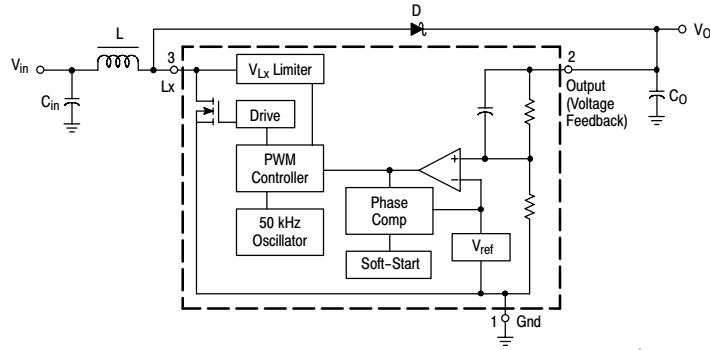 D
L
V_O
V_in
3
2
V_Lx Limiter
Lx
Output
(Voltage
Feedback)
C_in
C_O
Drive
+
−
PWM
Controller
Phase
Comp
50 kHz
Oscillator
V_ref
Soft−Start
1
Gnd